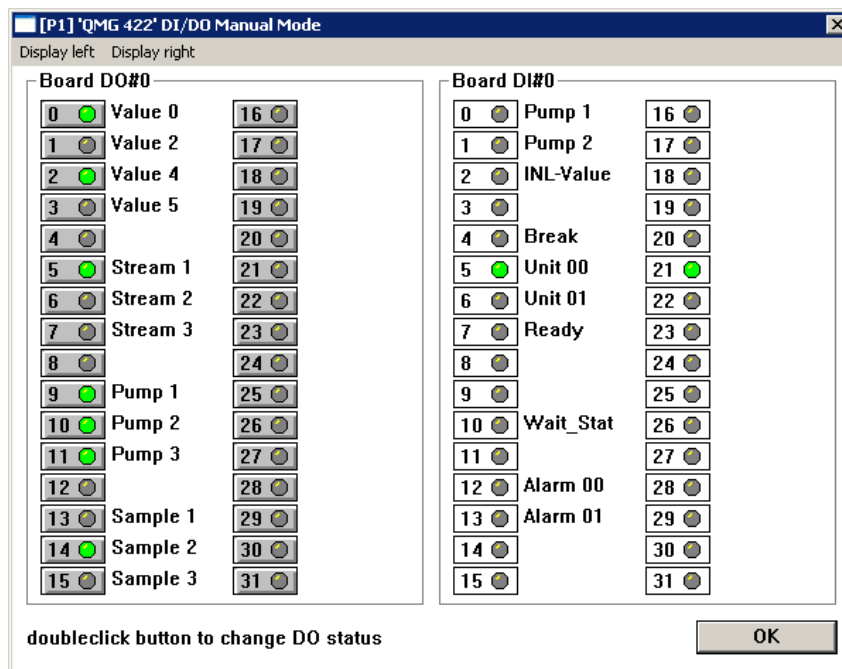 [P1] 'QMG 422' DI/DO Manual Mode
Display left Display right
Board DO#0
0 Value 0 16
1 Value 2 17
2 Value 4 18
3 Value 5 19
4 20
5 Stream 1 21
6 Stream 2 22
7 Stream 3 23
8 24
9 Pump 1 25
10 Pump 2 26
11 Pump 3 27
12 28
13 Sample 1 29
14 Sample 2 30
15 Sample 3 31
Board DI#0
0 Pump 1 16
1 Pump 2 17
2 INL-Value 18
3 19
4 Break 20
5 Unit 00 21
6 Unit 01 22
7 Ready 23
8 24
9 25
10 Wait_Stat 26
11 27
12 Alarm 00 28
13 Alarm 01 29
14 30
15 31
doubleclick button to change DO status
OK